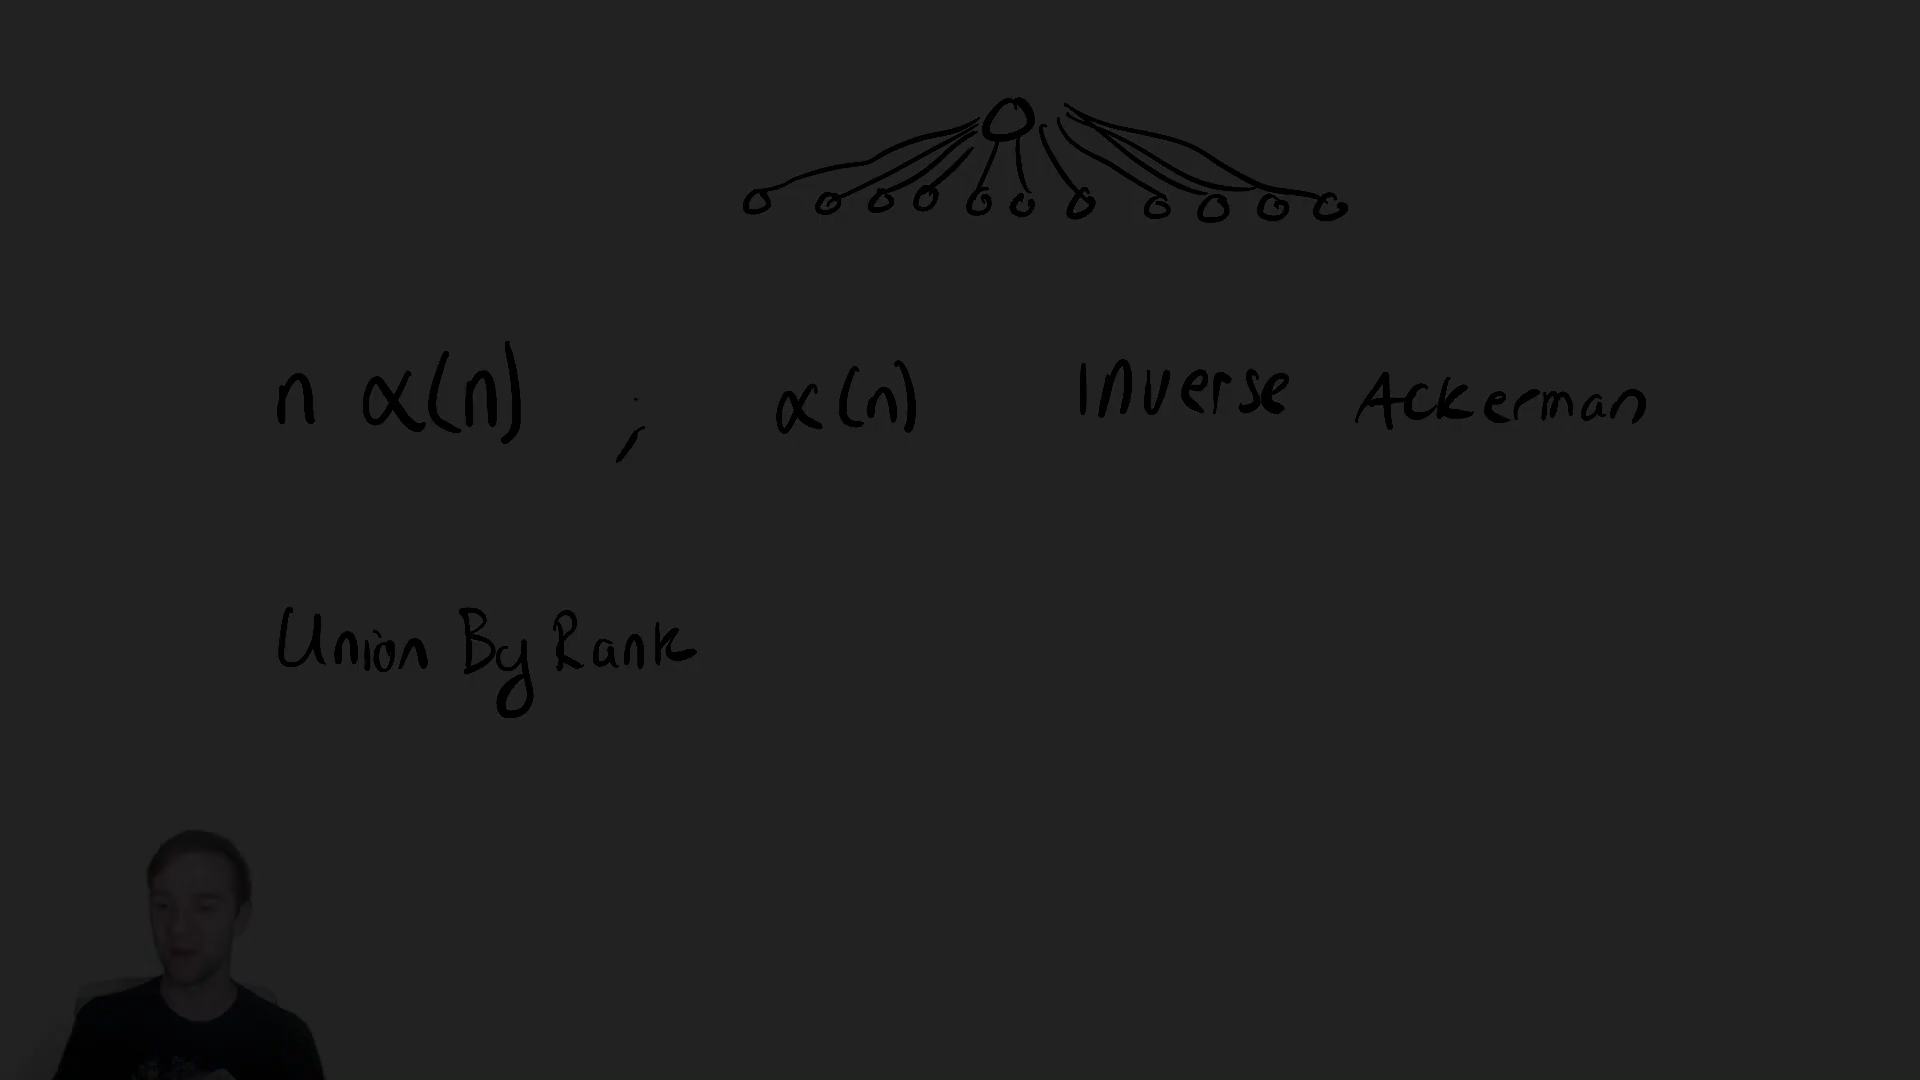 n α(n) ; α(n) Inverse Ackerman
Union By Rank